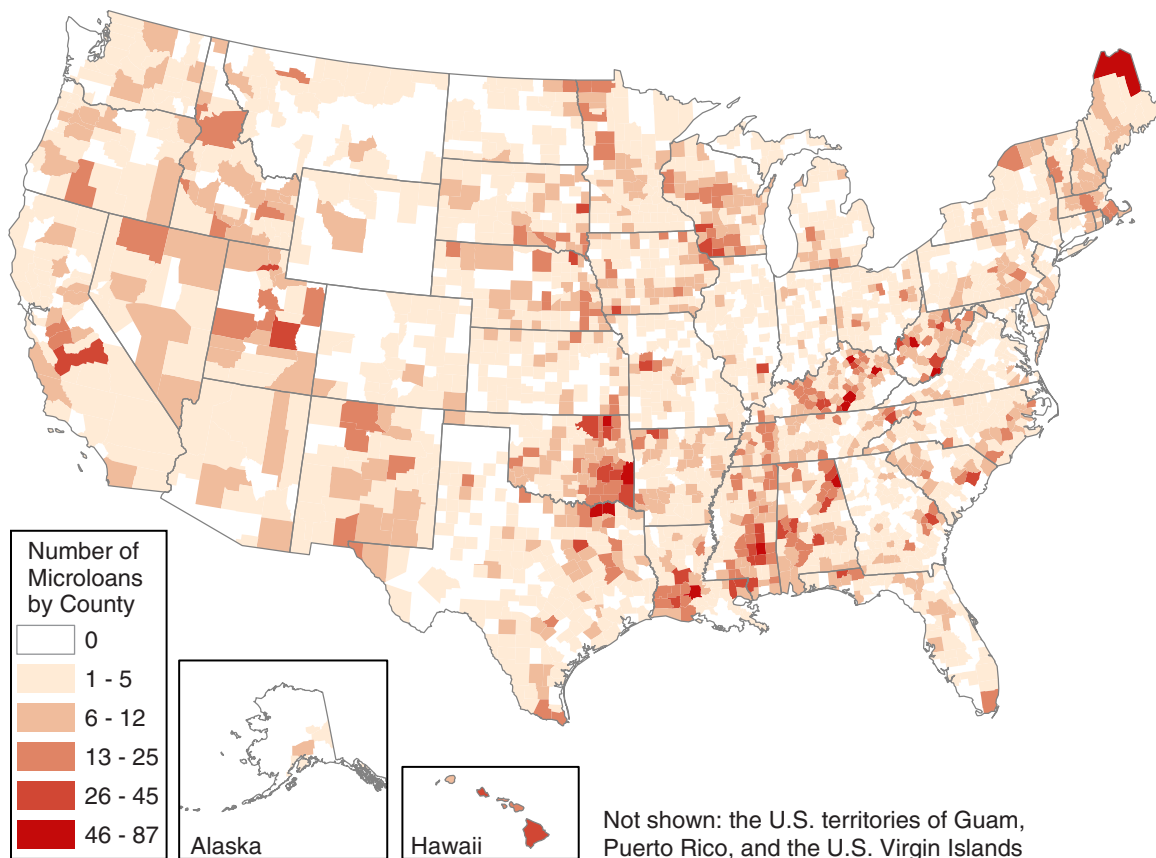 Number of
Microloans
by County
0
1 - 5
6 - 12
13 - 25
26 - 45
46 - 87
Alaska
Hawaii
Not shown: the U.S. territories of Guam,
Puerto Rico, and the U.S. Virgin Islands